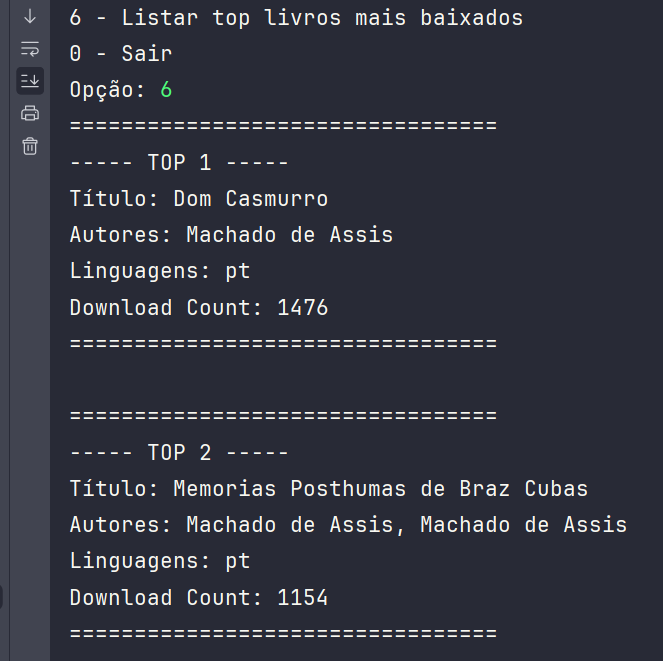 6 - Listar top livros mais baixados
0 - Sair
Opção: 6
=================================
----- TOP 1 -----
Título: Dom Casmurro
Autores: Machado de Assis
Linguagens: pt
Download Count: 1476
=================================
=================================
----- TOP 2 -----
Título: Memorias Posthumas de Braz Cubas
Autores: Machado de Assis, Machado de Assis
Linguagens: pt
Download Count: 1154
=================================